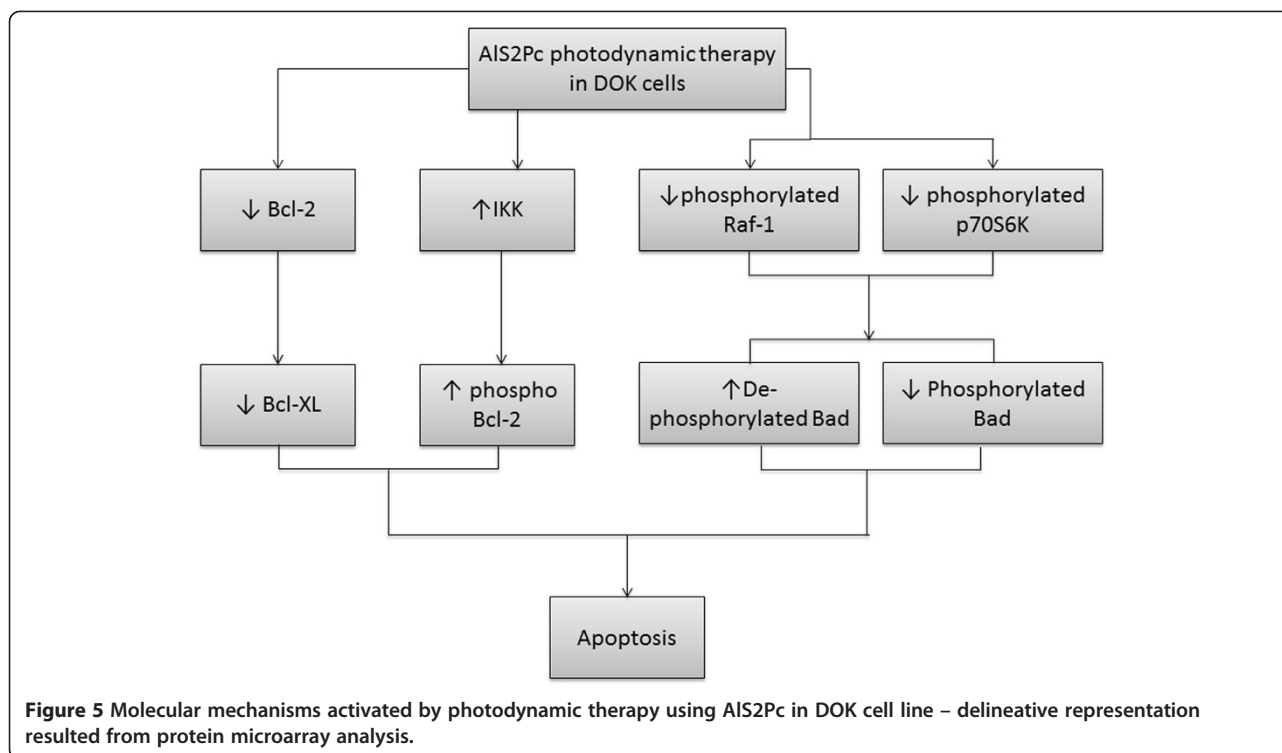 AlS2Pc photodynamic therapy
in DOK cells
↓ Bcl-2
↑IKK
↓phosphorylated
Raf-1
↓ phosphorylated
p70S6K
↓ Bcl-XL
↑ phospho
Bcl-2
↑De-
phosphorylated Bad
↓ Phosphorylated
Bad
Apoptosis
Figure 5 Molecular mechanisms activated by photodynamic therapy using AlS2Pc in DOK cell line – delineative representation
resulted from protein microarray analysis.